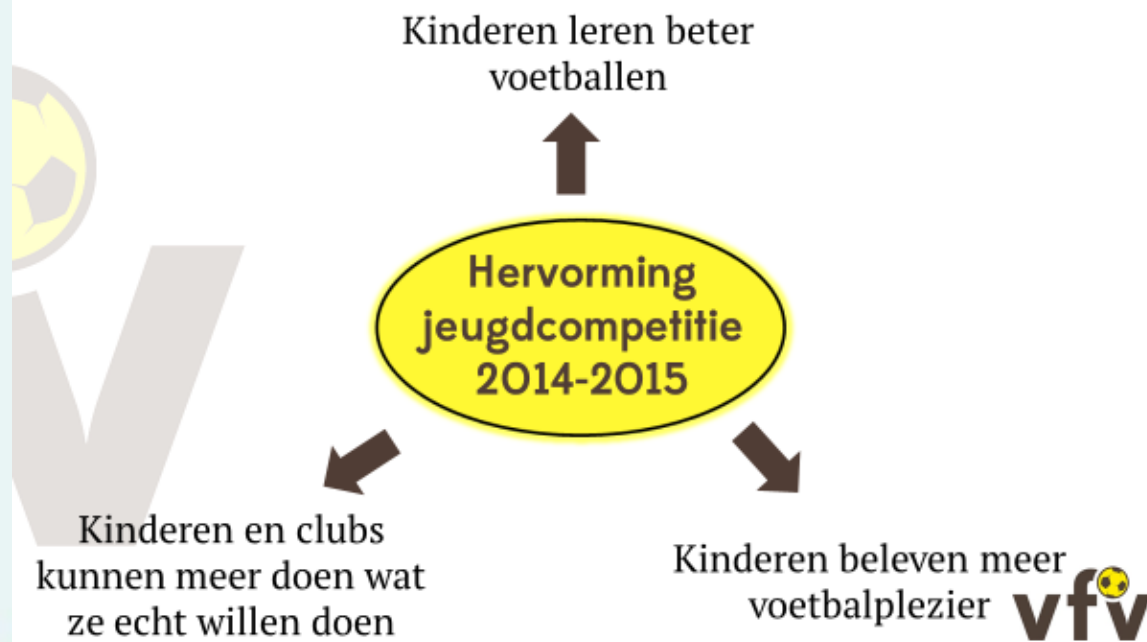 Kinderen leren beter
voetballen
Hervorming
jeugdcompetitie
2014-2015
Kinderen en clubs
kunnen meer doen wat
ze echt willen doen
Kinderen beleven meer
voetbalplezier
vfv